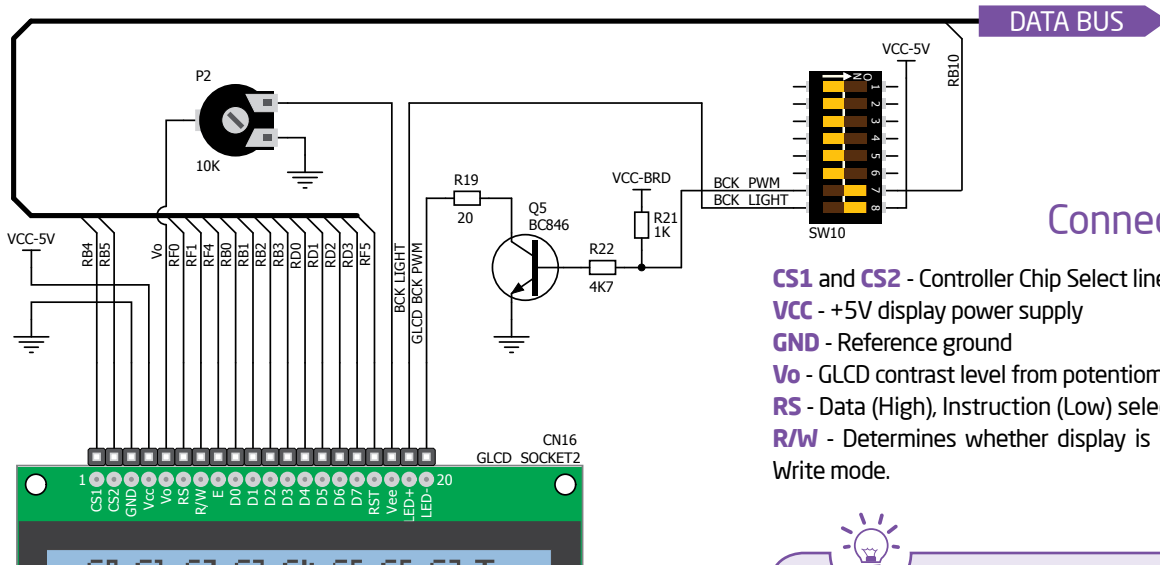 DATA BUS
VCC-5V
RB10
P2
10K
O
N
1
2
3
4
5
6
7
8
SW10
BCK PWM
BCK LIGHT
VCC-BRD
R21
1K
R22
4K7
Q5
BC846
R19
20
VCC-5V
RB4
RB5
Vo
RF0
RF1
RF4
RB0
RB1
RB2
RB3
RD0
RD1
RD2
RD3
RF5
BCK LIGHT
GLCD BCK PWM
CN16
GLCD SOCKET2
1
20
CS1
CS2
GND
Vcc
Vo
RS
R/W
E
D0
D1
D2
D3
D4
D5
D6
D7
RST
Vee
LED+
LED-
Connec
CS1 and CS2 - Controller Chip Select line
VCC - +5V display power supply
GND - Reference ground
Vo - GLCD contrast level from potentiom
RS - Data (High), Instruction (Low) sele
R/W - Determines whether display is
Write mode.